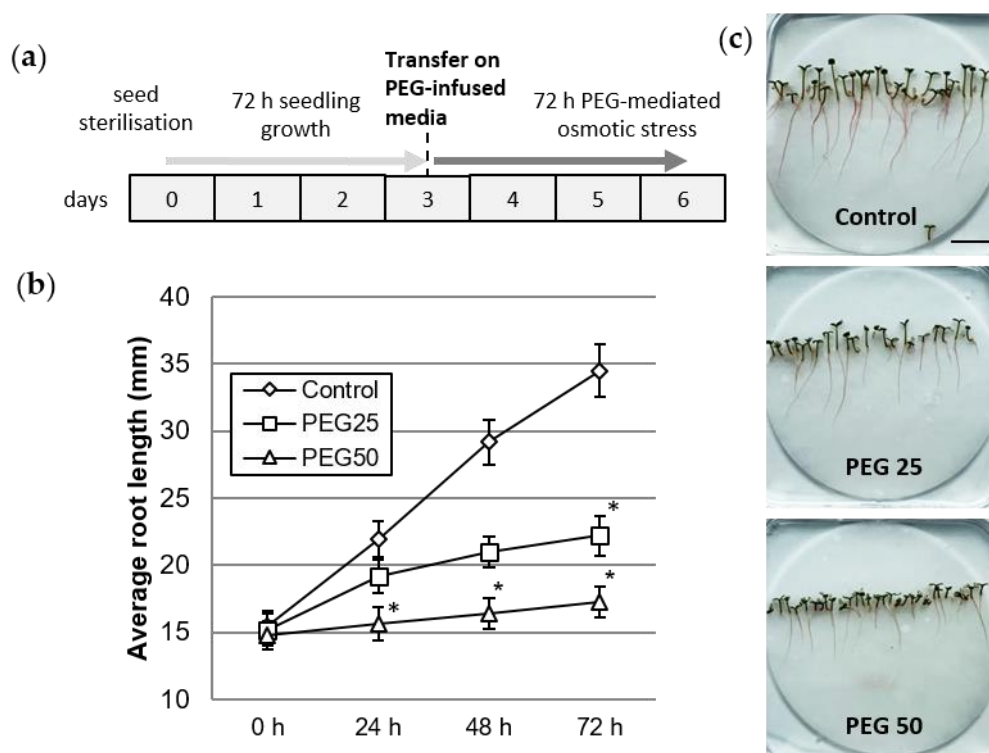 (a)
seed
sterilisation
72 h seedling
growth
Transfer on
PEG-infused
media
72 h PEG-mediated
osmotic stress
days
0 1 2 3 4 5 6
(b)
Average root length (mm)
40
35
30
25
20
15
10
Control
PEG25
PEG50
*
*
*
*
0 h 24 h 48 h 72 h
(c)
Control
PEG 25
PEG 50